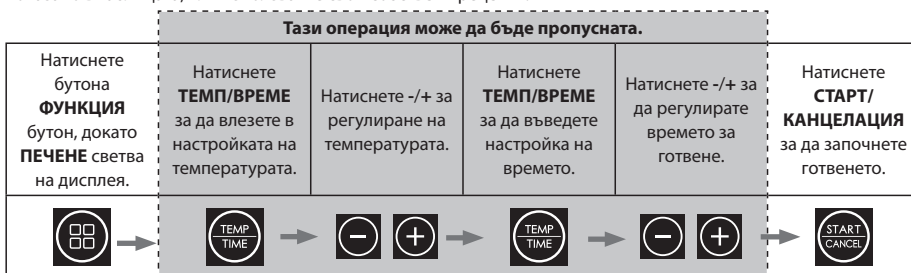 Тази операция може да бъде пропусната.
Натиснете
бутона
ФУНКЦИЯ
бутон, докато
ПЕЧЕНЕ светва
на дисплея.
Натиснете
ТЕМП/ВРЕМЕ
за да влезете в
настройката на
температурата.
Натиснете -/+ за
регулиране на
температурата.
Натиснете
ТЕМП/ВРЕМЕ
за да въведете
настройка на
времето.
Натиснете -/+ за
да регулирате
времето за
готвене.
Натиснете
СТАРТ/
КАНЦЕЛАЦИЯ
за да започнете
готвенето.
TEMP
TIME
- +
TEMP
TIME
- +
START
CANCEL